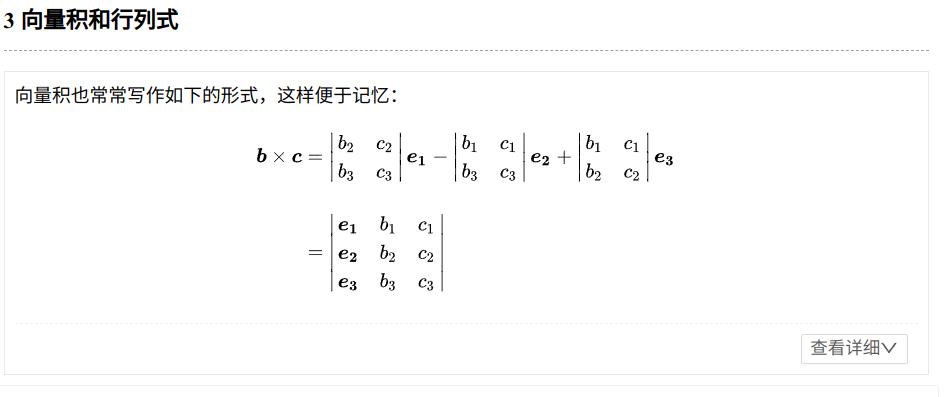 3 向量积和行列式
向量积也常常写作如下的形式，这样便于记忆：
$\boldsymbol{b} \times \boldsymbol{c} = \begin{vmatrix} b_2 & c_2 \\ b_3 & c_3 \end{vmatrix} \boldsymbol{e_1} - \begin{vmatrix} b_1 & c_1 \\ b_3 & c_3 \end{vmatrix} \boldsymbol{e_2} + \begin{vmatrix} b_1 & c_1 \\ b_2 & c_2 \end{vmatrix} \boldsymbol{e_3}$
$= \begin{vmatrix} \boldsymbol{e_1} & b_1 & c_1 \\ \boldsymbol{e_2} & b_2 & c_2 \\ \boldsymbol{e_3} & b_3 & c_3 \end{vmatrix}$
查看详细∨